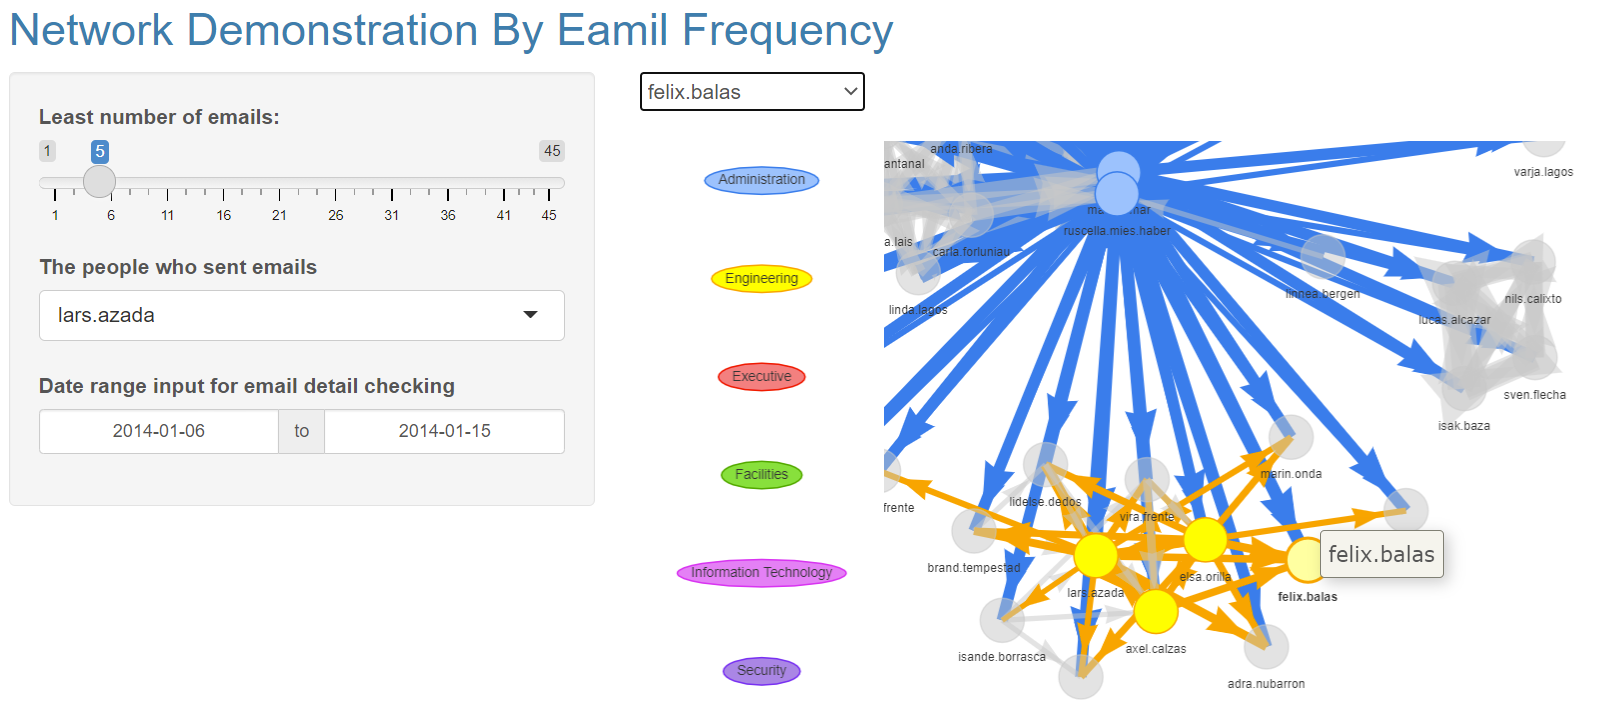 Network Demonstration By Eamil Frequency
Least number of emails:
1
5
45
1 6 11 16 21 26 31 36 41 45
The people who sent emails
lars.azada
Date range input for email detail checking
2014-01-06 to 2014-01-15
felix.balas
Administration
Engineering
Executive
Facilities
Information Technology
Security
anda.ribera
antanal
varja.lagos
ruscella.mies.haber
a.lais
carla.forluniau
linnea.bergen
nils.calixto
linda.lagos
lucas.alcazar
sven.flecha
isak.baza
marin.onda
frente
lidelse.dedos
vira.frente
felix.balas
brand.tempestad
elsa.orilla
lars.azada
felix.balas
axel.calzas
isande.borrasca
adra.nubarron